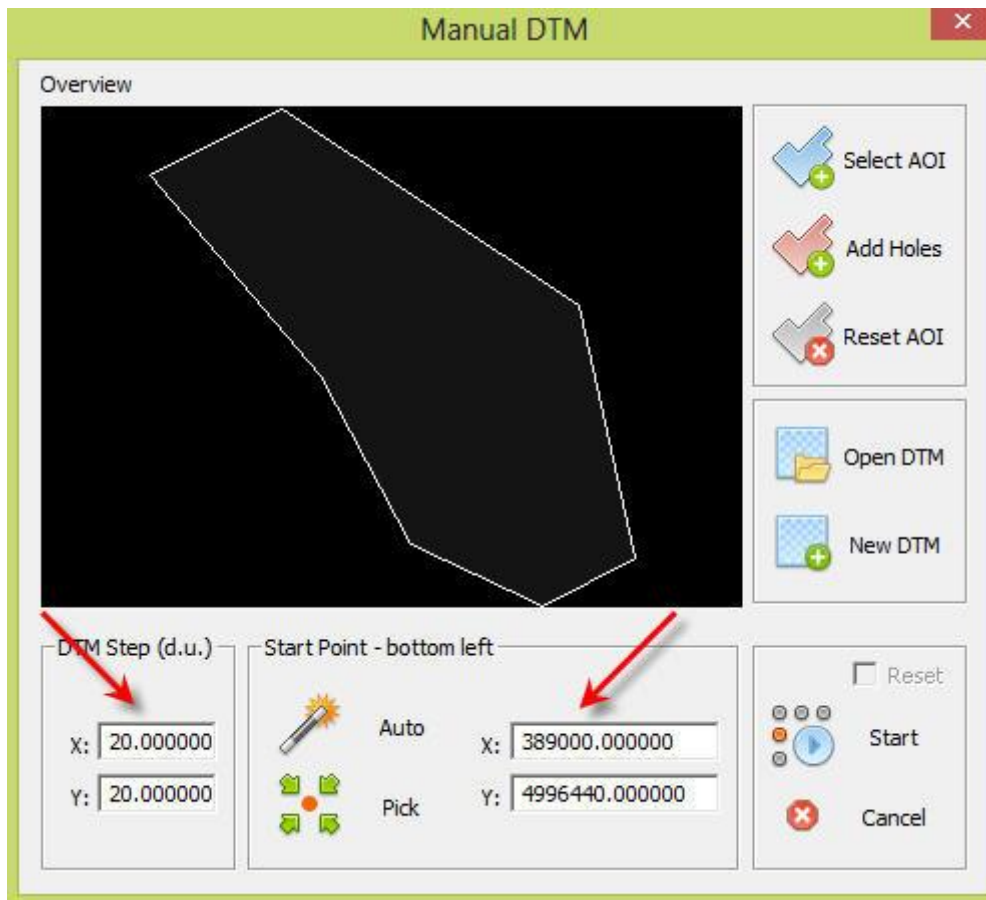 Manual DTM
Overview
Select AOI
Add Holes
Reset AOI
Open DTM
New DTM
DTM Step (d.u.)
X: 20.000000
Y: 20.000000
Start Point - bottom left
Auto
Pick
X: 389000.000000
Y: 4996440.000000
Reset
Start
Cancel